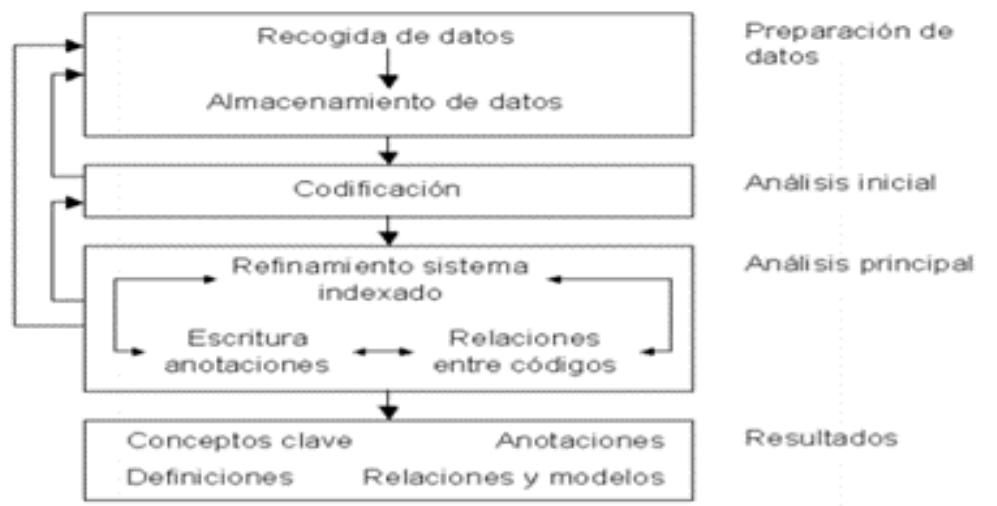 Recogida de datos
Preparación de
datos
Almacenamiento de datos
Codificación
Análisis inicial
Refinamiento sistema
indexado
Análisis principal
Escritura
anotaciones
Relaciones
entre códigos
Conceptos clave
Anotaciones
Resultados
Definiciones
Relaciones y modelos